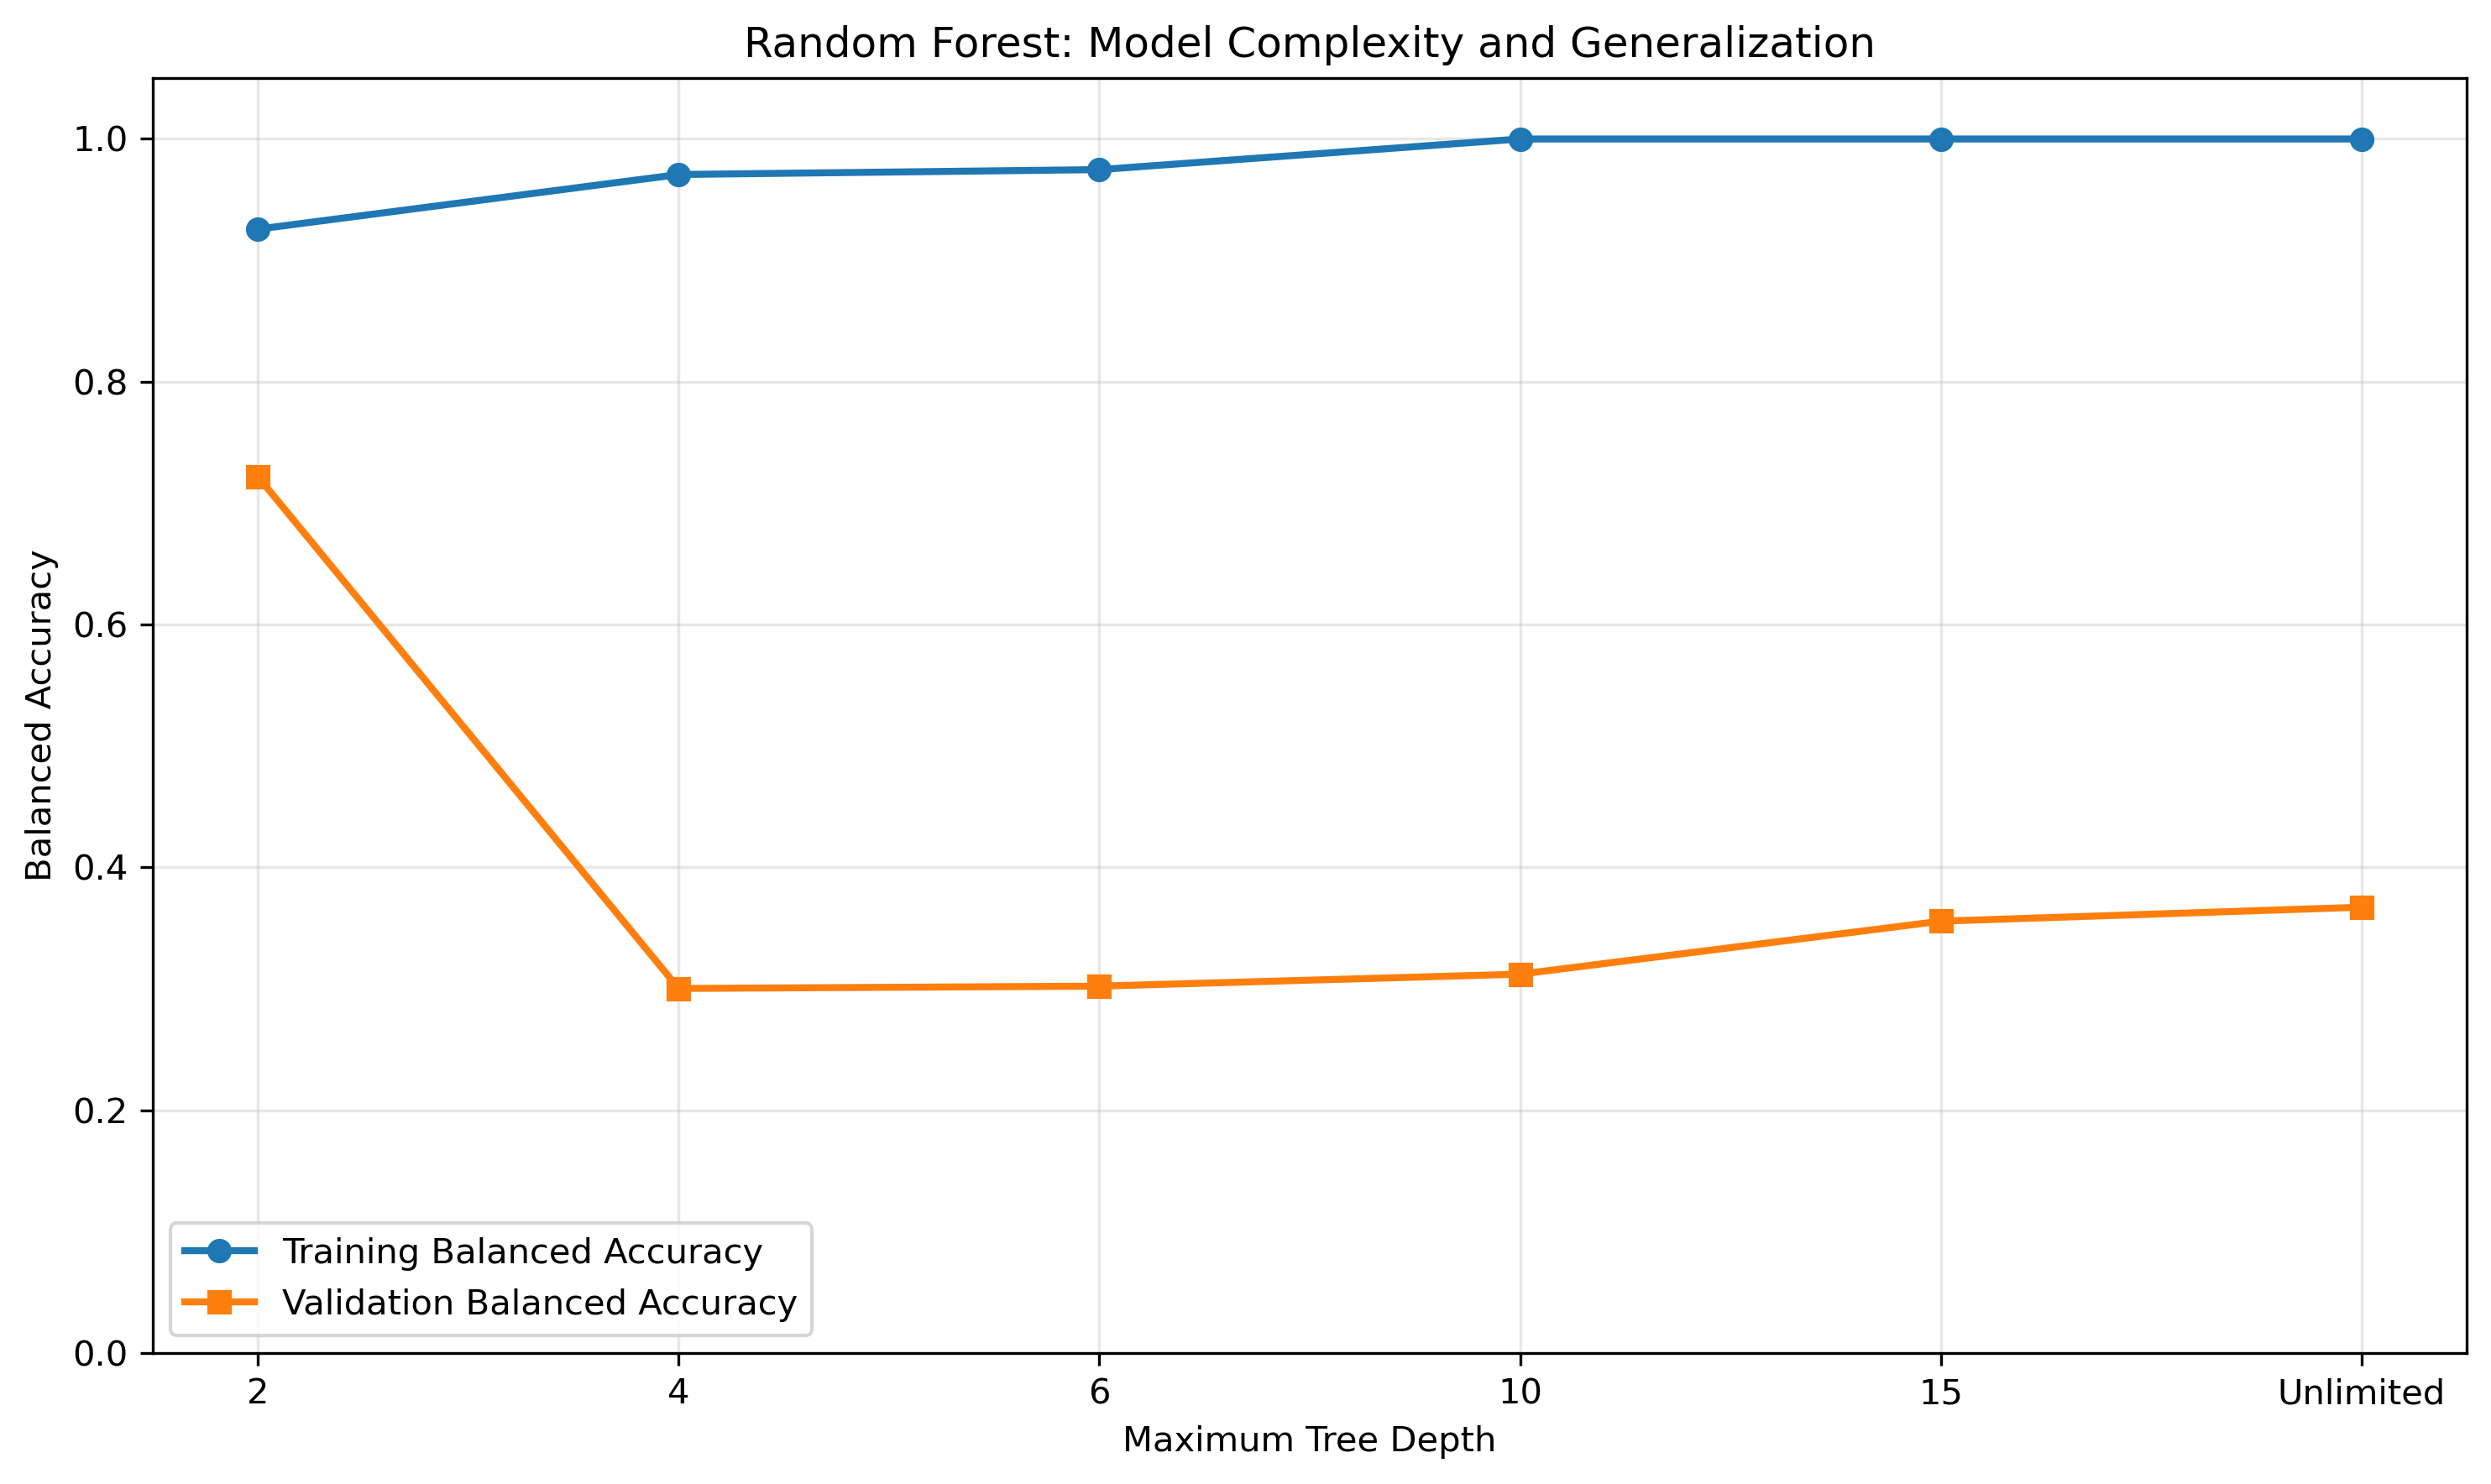 Random Forest: Model Complexity and Generalization
Balanced Accuracy
1.0
0.8
0.6
0.4
0.2
0.0
Training Balanced Accuracy
Validation Balanced Accuracy
2 4 6 10 15 Unlimited
Maximum Tree Depth